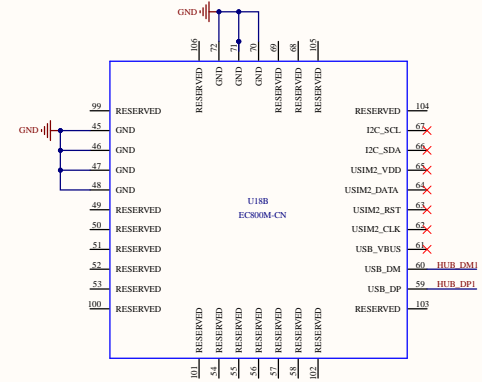 GND
106
72
71
70
69
68
105
RESERVED
GND
GND
GND
RESERVED
RESERVED
RESERVED
99 RESERVED
RESERVED 104
GND
45 GND
I2C_SCL 67
46 GND
I2C_SDA 66
47 GND
USIM2_VDD 65
48 GND
USIM2_DATA 64
49 RESERVED
USIM2_RST 63
50 RESERVED
USIM2_CLK 62
51 RESERVED
USB_VBUS 61
52 RESERVED
USB_DM 60 HUB_DM1
53 RESERVED
USB_DP 59 HUB_DP1
100 RESERVED
RESERVED 103
U18B
EC800M-CN
RESERVED
RESERVED
RESERVED
RESERVED
RESERVED
RESERVED
RESERVED
101
54
55
56
57
58
102